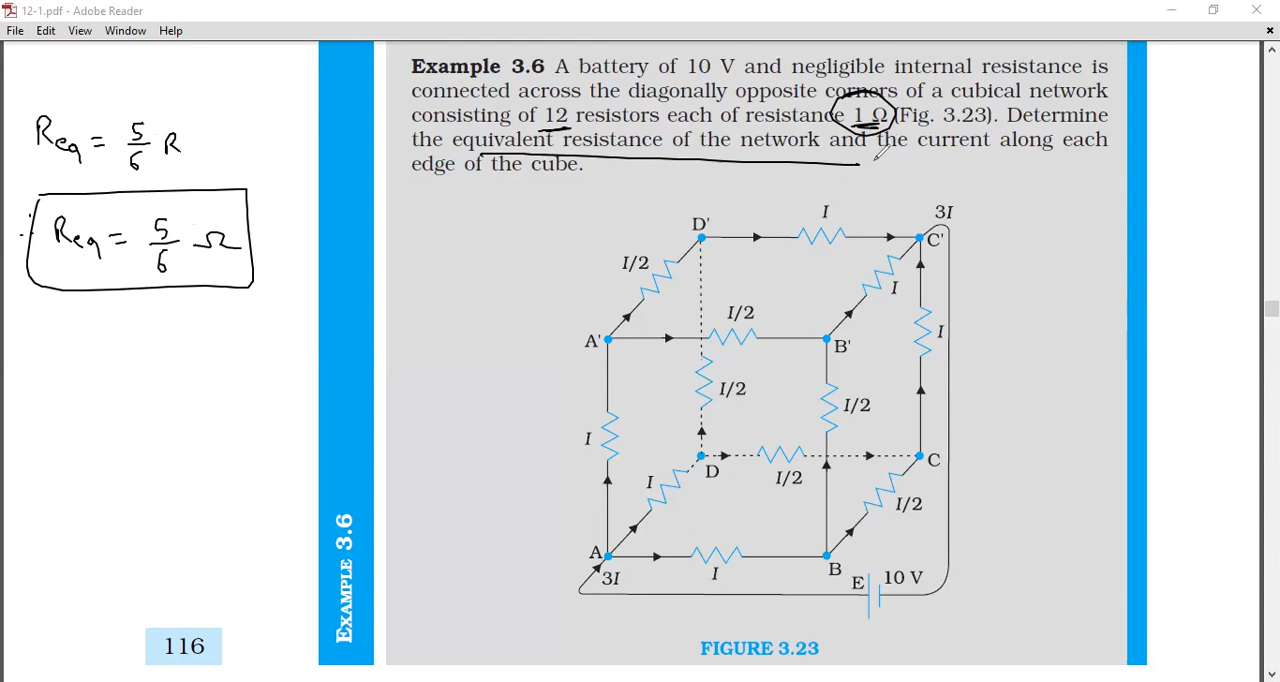 12-1.pdf - Adobe Reader
File Edit View Window Help
Example 3.6 A battery of 10 V and negligible internal resistance is
connected across the diagonally opposite corners of a cubical network
consisting of 12 resistors each of resistance 1 Ω (Fig. 3.23). Determine
the equivalent resistance of the network and the current along each
edge of the cube.
Req = 5/6 R
∴ Req = 5/6 Ω
D'
I
3I
C'
I/2
I
I/2
A'
B'
I
I/2
I/2
I
D
C
I
I/2
I/2
A
3I
I
B
E
10 V
EXAMPLE 3.6
116
FIGURE 3.23